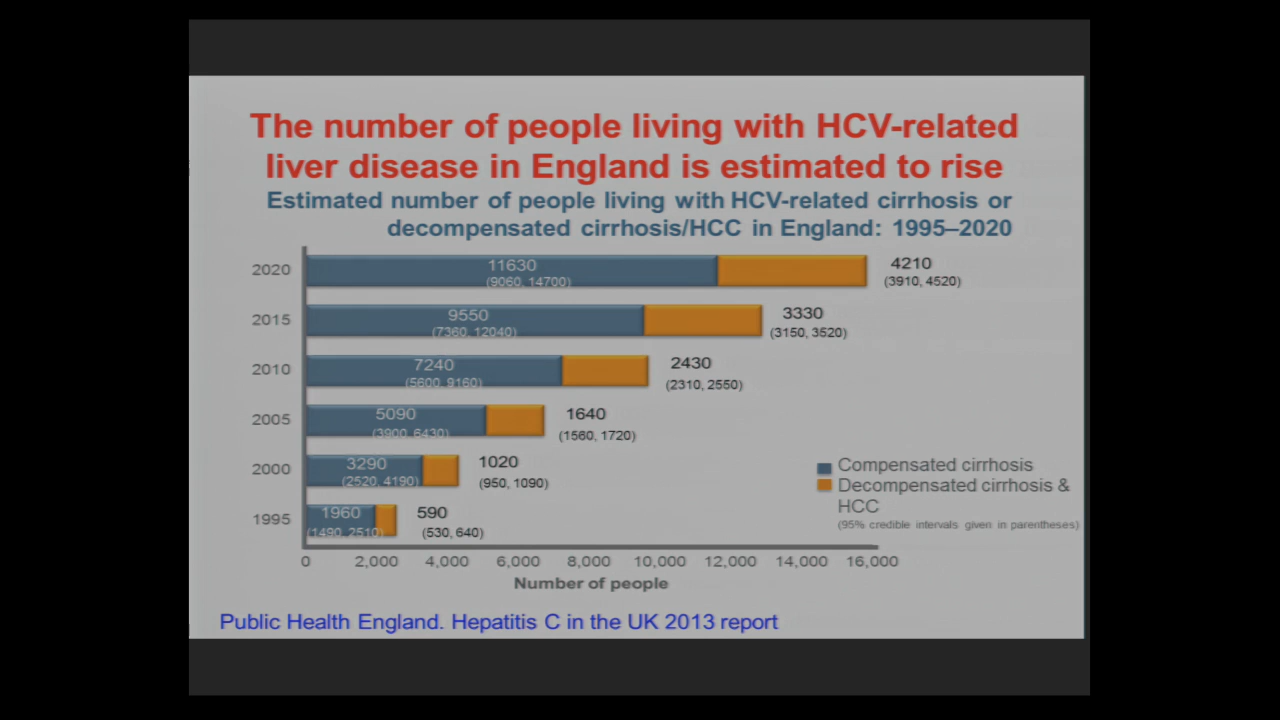 The number of people living with HCV-related
liver disease in England is estimated to rise
Estimated number of people living with HCV-related cirrhosis or
decompensated cirrhosis/HCC in England: 1995–2020
2020
11630
(9060, 14700)
4210
(3910, 4520)
2015
9550
(7360, 12040)
3330
(3150, 3520)
2010
7240
(5600, 9160)
2430
(2310, 2550)
2005
5090
(3900, 6430)
1640
(1560, 1720)
2000
3290
(2520, 4190)
1020
(950, 1090)
1995
1960
(1490, 2510)
590
(530, 640)
Compensated cirrhosis
Decompensated cirrhosis &
HCC
(95% credible intervals given in parentheses)
0 2,000 4,000 6,000 8,000 10,000 12,000 14,000 16,000
Number of people
Public Health England. Hepatitis C in the UK 2013 report